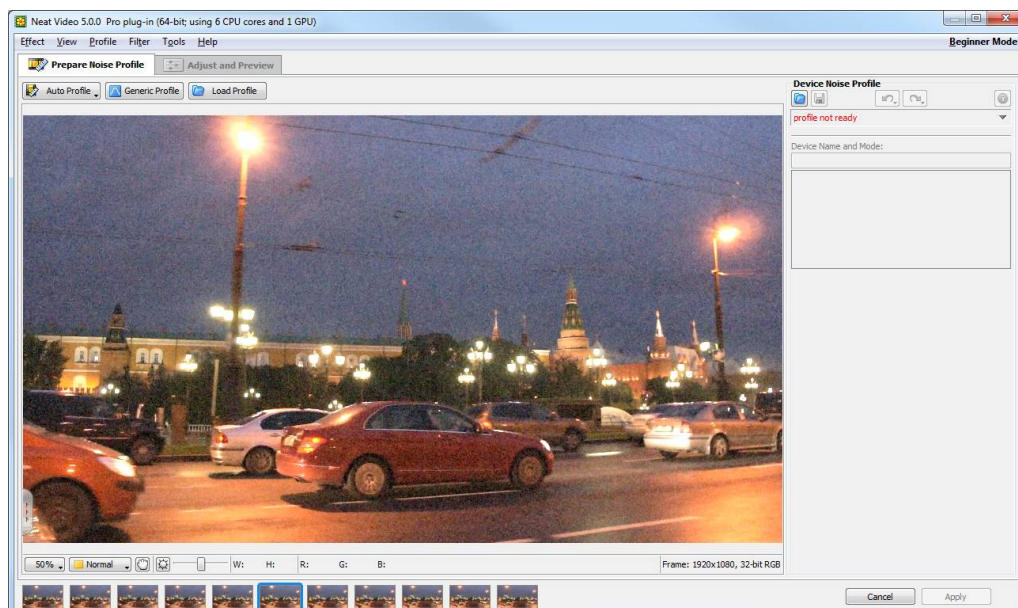 Neat Video 5.0.0  Pro plug-in (64-bit; using 6 CPU cores and 1 GPU)
Effect View Profile Filter Tools Help Beginner Mode
Prepare Noise Profile Adjust and Preview
Auto Profile Generic Profile Load Profile
Device Noise Profile
profile not ready
Device Name and Mode:
50% Normal W: H: R: G: B: Frame: 1920x1080, 32-bit RGB
Cancel Apply